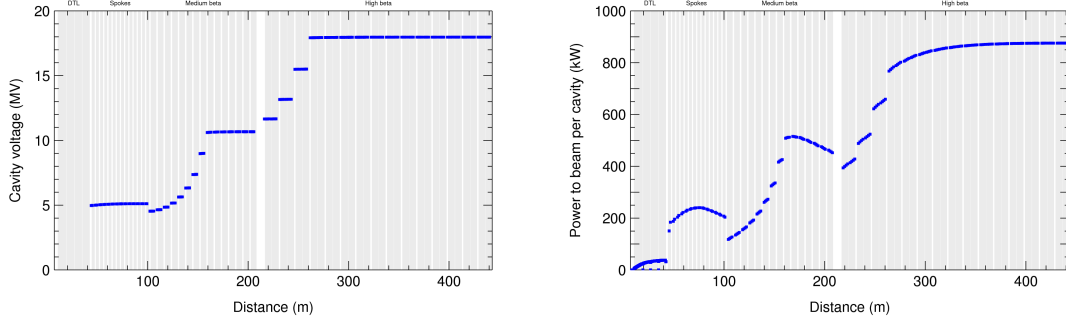 DTL Spokes Medium beta High beta
20
15
10
5
0
100 200 300 400
Cavity voltage (MV)
Distance (m)
DTL Spokes Medium beta High beta
1000
800
600
400
200
0
100 200 300 400
Power to beam per cavity (kW)
Distance (m)